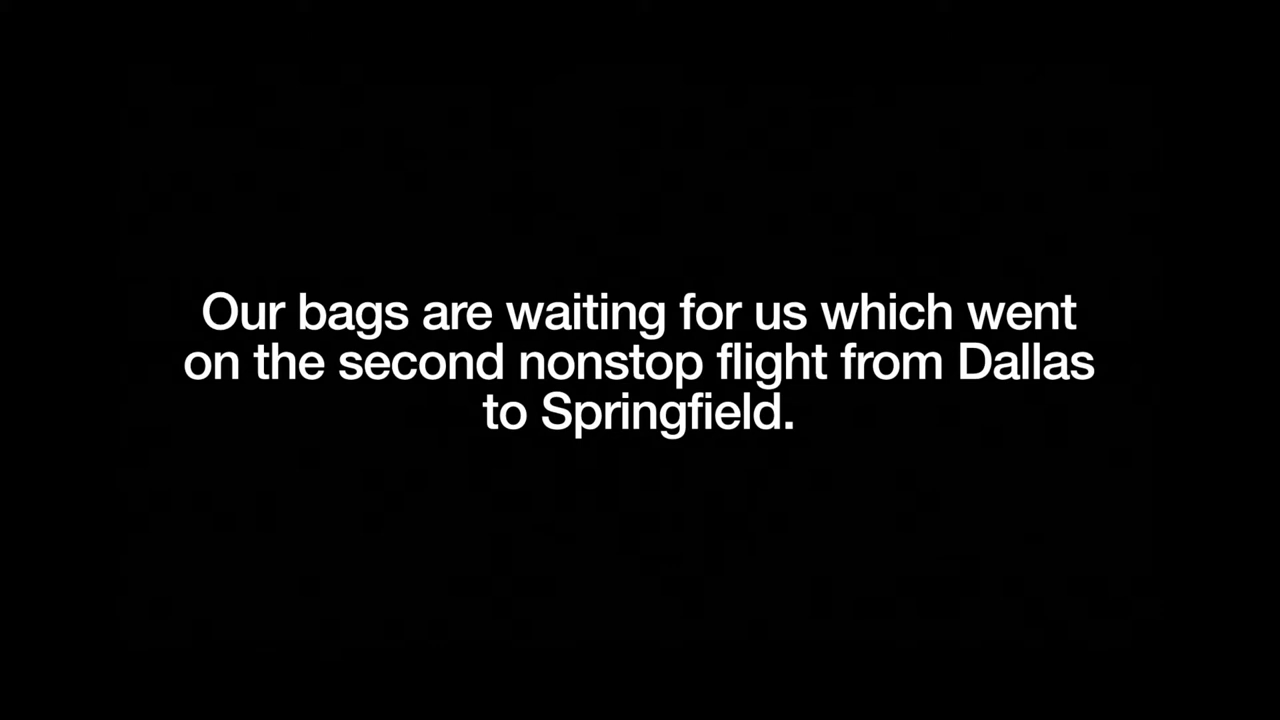 Our bags are waiting for us which went
on the second nonstop flight from Dallas
to Springfield.